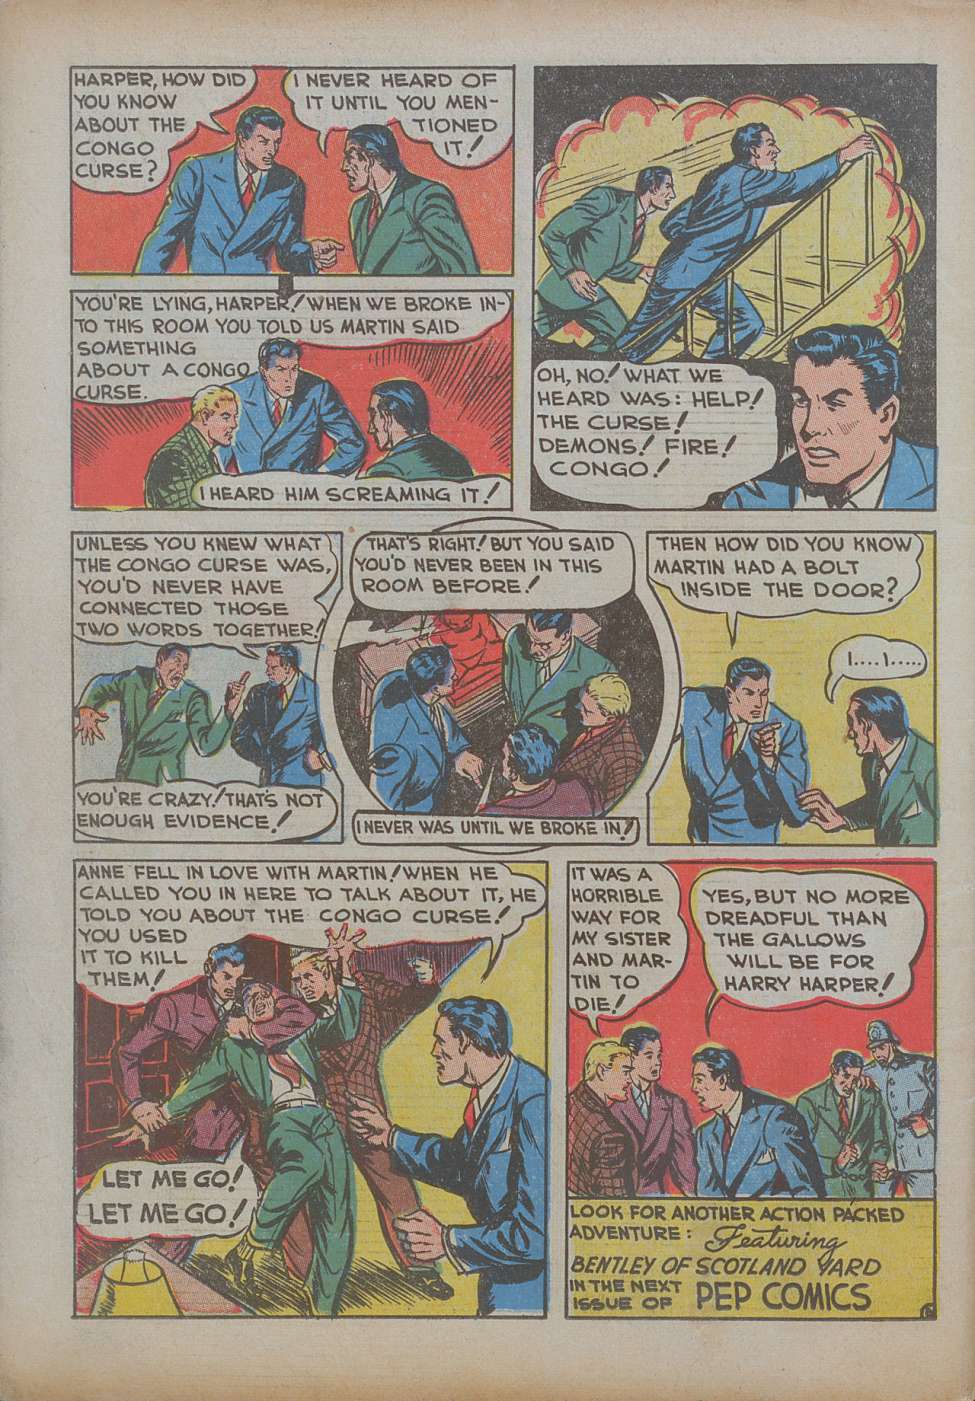 HARPER, HOW DID
YOU KNOW
ABOUT THE
CONGO
CURSE?
I NEVER HEARD OF
IT UNTIL YOU MEN-
TIONED
IT!
YOU'RE LYING, HARPER! WHEN WE BROKE IN-
TO THIS ROOM YOU TOLD US MARTIN SAID
SOMETHING
ABOUT A CONGO
CURSE.
I HEARD HIM SCREAMING IT!
OH, NO! WHAT WE
HEARD WAS: HELP!
THE CURSE!
DEMONS! FIRE!
CONGO!
UNLESS YOU KNEW WHAT
THE CONGO CURSE WAS,
YOU'D NEVER HAVE
CONNECTED THOSE
TWO WORDS TOGETHER!
YOU'RE CRAZY! THAT'S NOT
ENOUGH EVIDENCE!
THAT'S RIGHT! BUT YOU SAID
YOU'D NEVER BEEN IN THIS
ROOM BEFORE!
I NEVER WAS UNTIL WE BROKE IN!
THEN HOW DID YOU KNOW
MARTIN HAD A BOLT
INSIDE THE DOOR?
I....I.....
ANNE FELL IN LOVE WITH MARTIN! WHEN HE
CALLED YOU IN HERE TO TALK ABOUT IT, HE
TOLD YOU ABOUT THE CONGO CURSE!
YOU USED
IT TO KILL
THEM!
LET ME GO!
LET ME GO!
IT WAS A
HORRIBLE
WAY FOR
MY SISTER
AND MAR-
TIN TO
DIE!
YES, BUT NO MORE
DREADFUL THAN
THE GALLOWS
WILL BE FOR
HARRY HARPER!
LOOK FOR ANOTHER ACTION PACKED
ADVENTURE: Featuring
BENTLEY OF SCOTLAND YARD
IN THE NEXT
ISSUE OF PEP COMICS